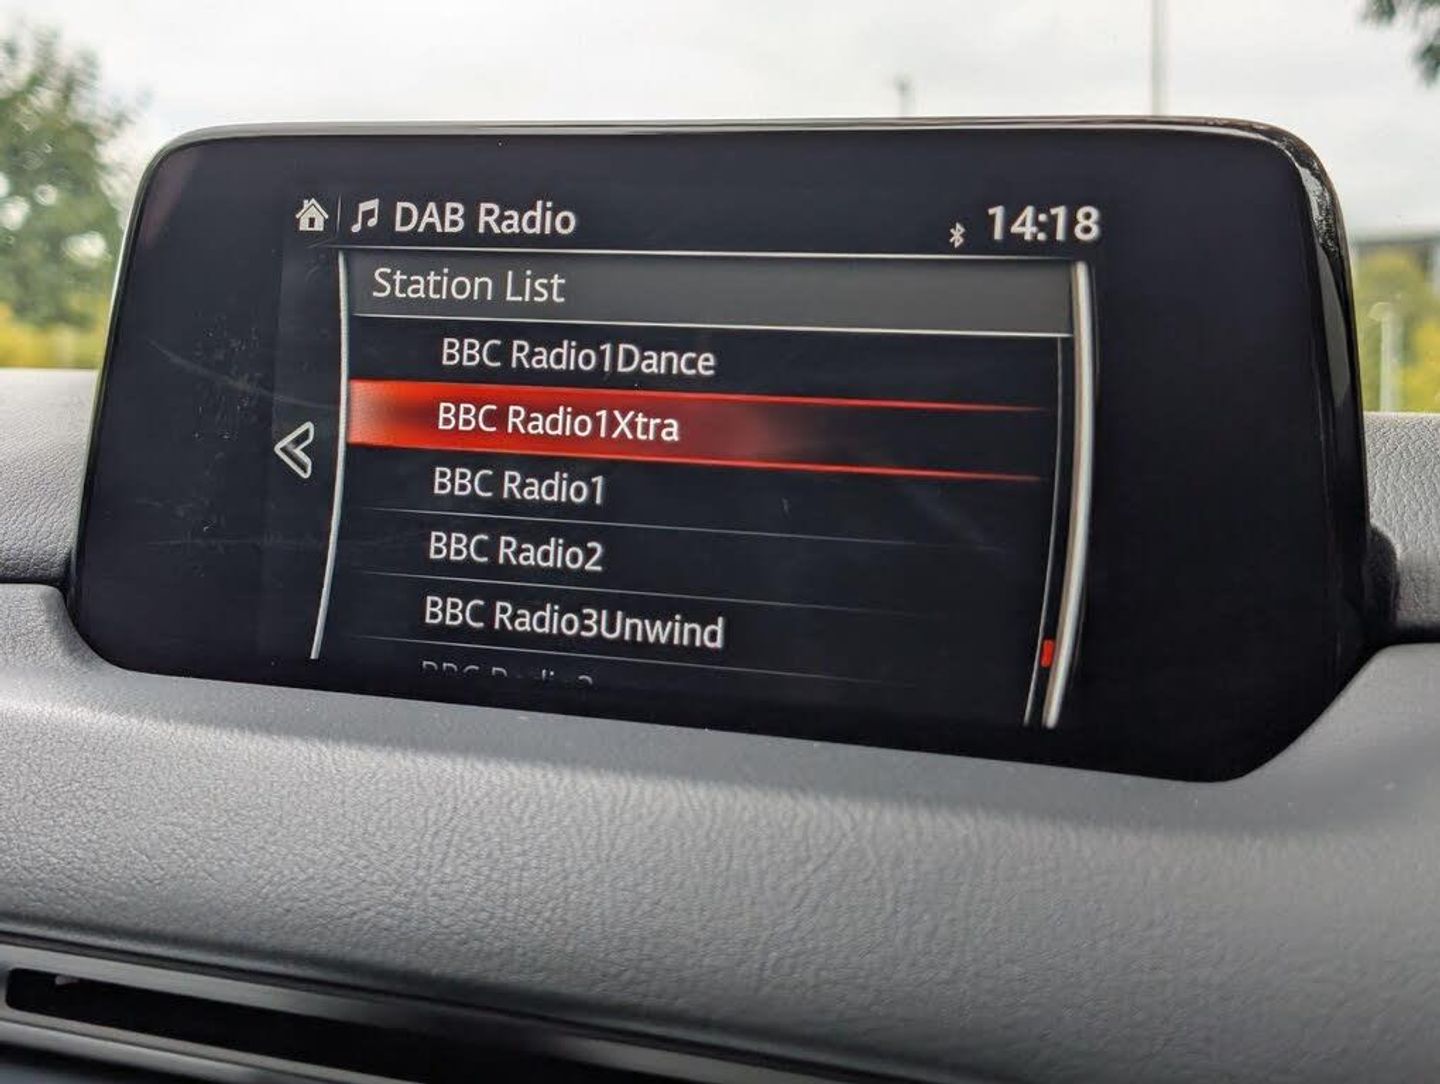 DAB Radio 14:18
Station List
BBC Radio1Dance
BBC Radio1Xtra
BBC Radio1
BBC Radio2
BBC Radio3Unwind